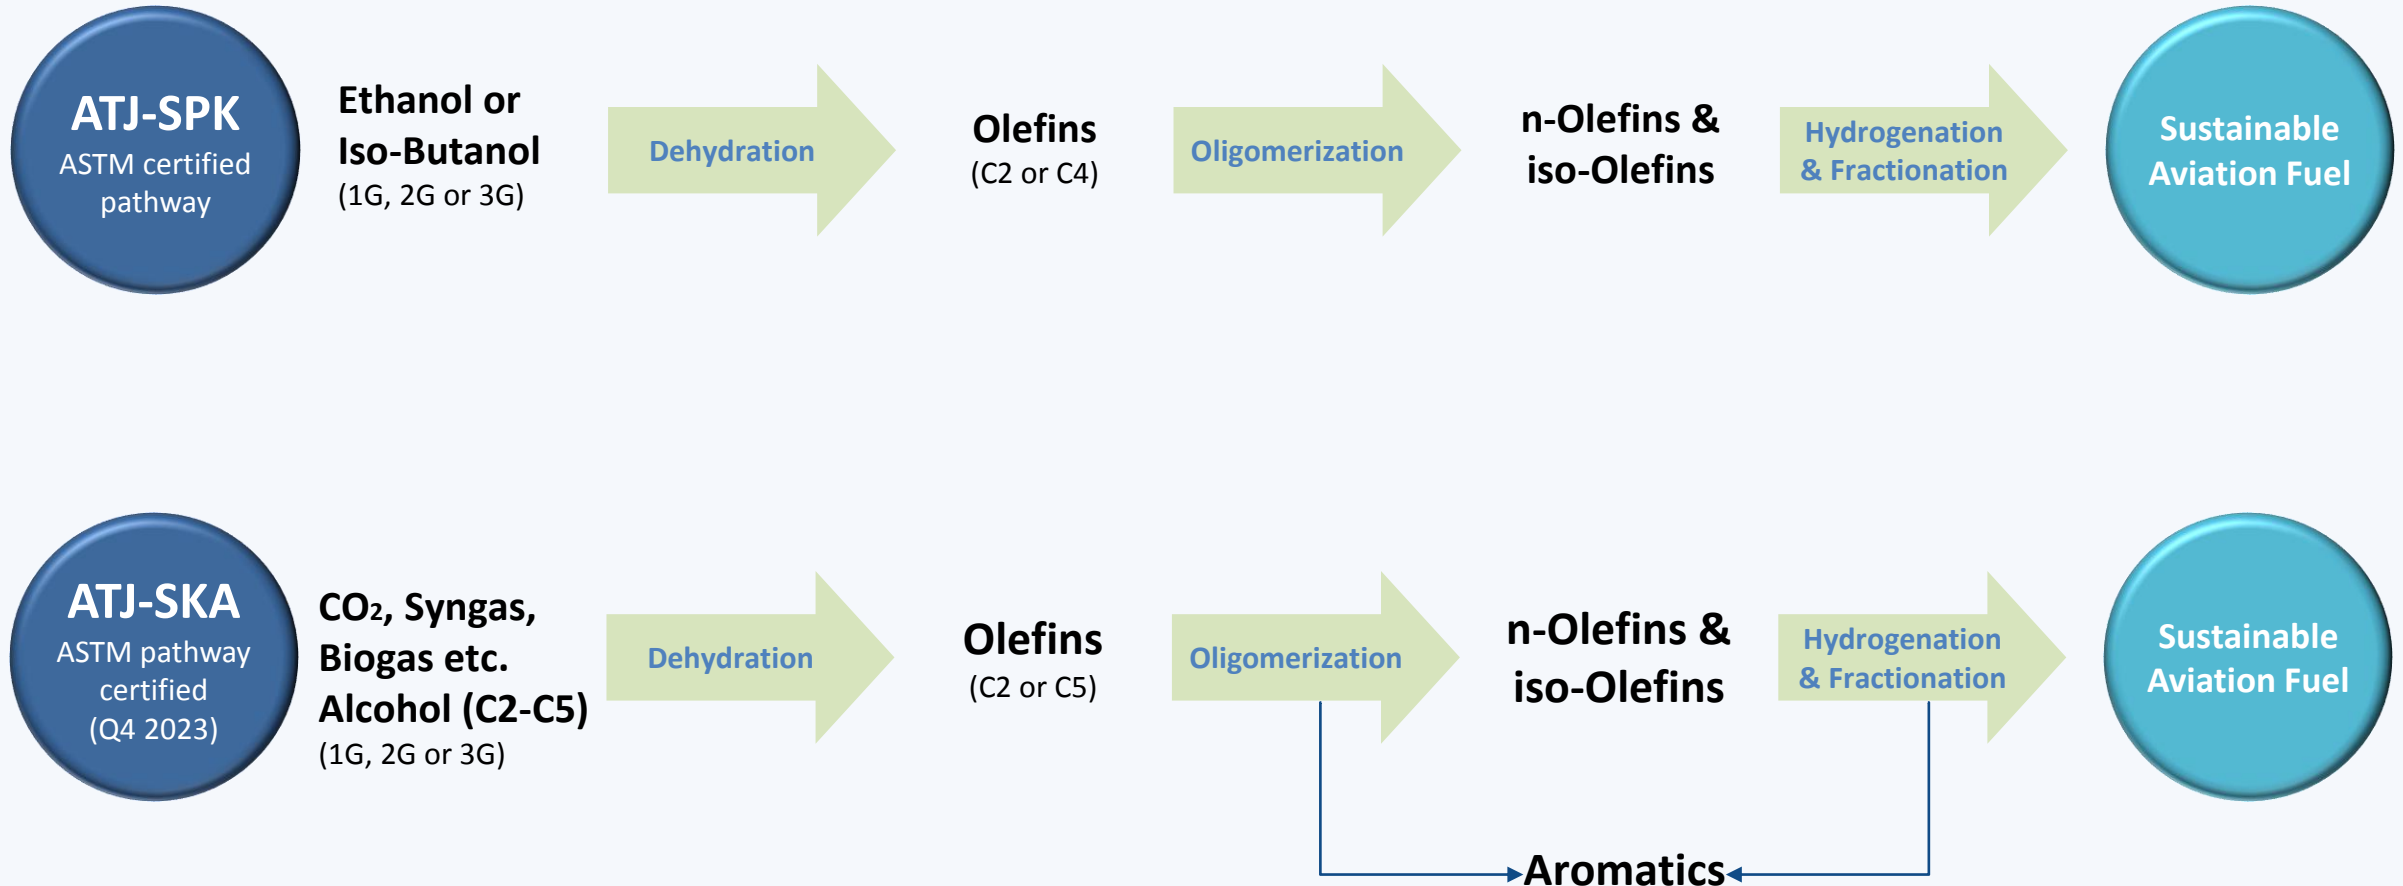 ATJ-SPK
ASTM certified
pathway
Ethanol or
Iso-Butanol
(1G, 2G or 3G)
Dehydration
Olefins
(C2 or C4)
Oligomerization
n-Olefins &
iso-Olefins
Hydrogenation
& Fractionation
Sustainable
Aviation Fuel
ATJ-SKA
ASTM pathway
certified
(Q4 2023)
CO₂, Syngas,
Biogas etc.
Alcohol (C2-C5)
(1G, 2G or 3G)
Dehydration
Olefins
(C2 or C5)
Oligomerization
n-Olefins &
iso-Olefins
Hydrogenation
& Fractionation
Sustainable
Aviation Fuel
Aromatics